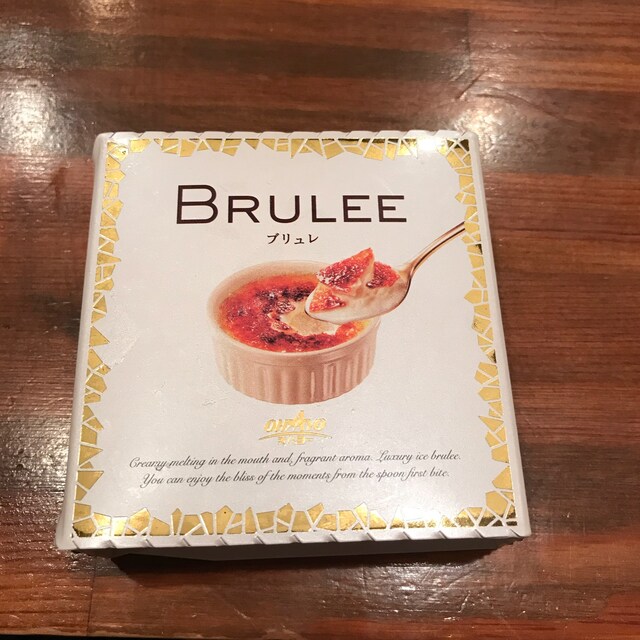 BRULEE
ブリュレ
OHAYO
Creamy melting in the mouth and, fragrant aroma. Luxury ice brulee.
You can enjoy the bliss of the moments from the spoon first bite.